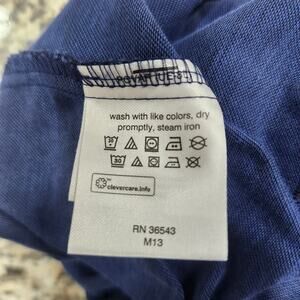 wash with like colors, dry
promptly, steam iron
clevercare.info
RN 36543
M13